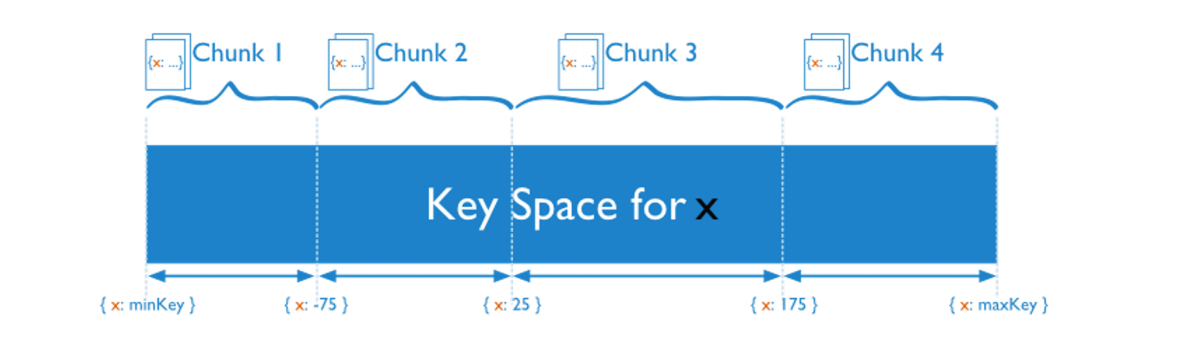 {x: ...} Chunk 1 {x: ...} Chunk 2 {x: ...} Chunk 3 {x: ...} Chunk 4
Key Space for x
{ x: minKey } { x: -75 } { x: 25 } { x: 175 } { x: maxKey }